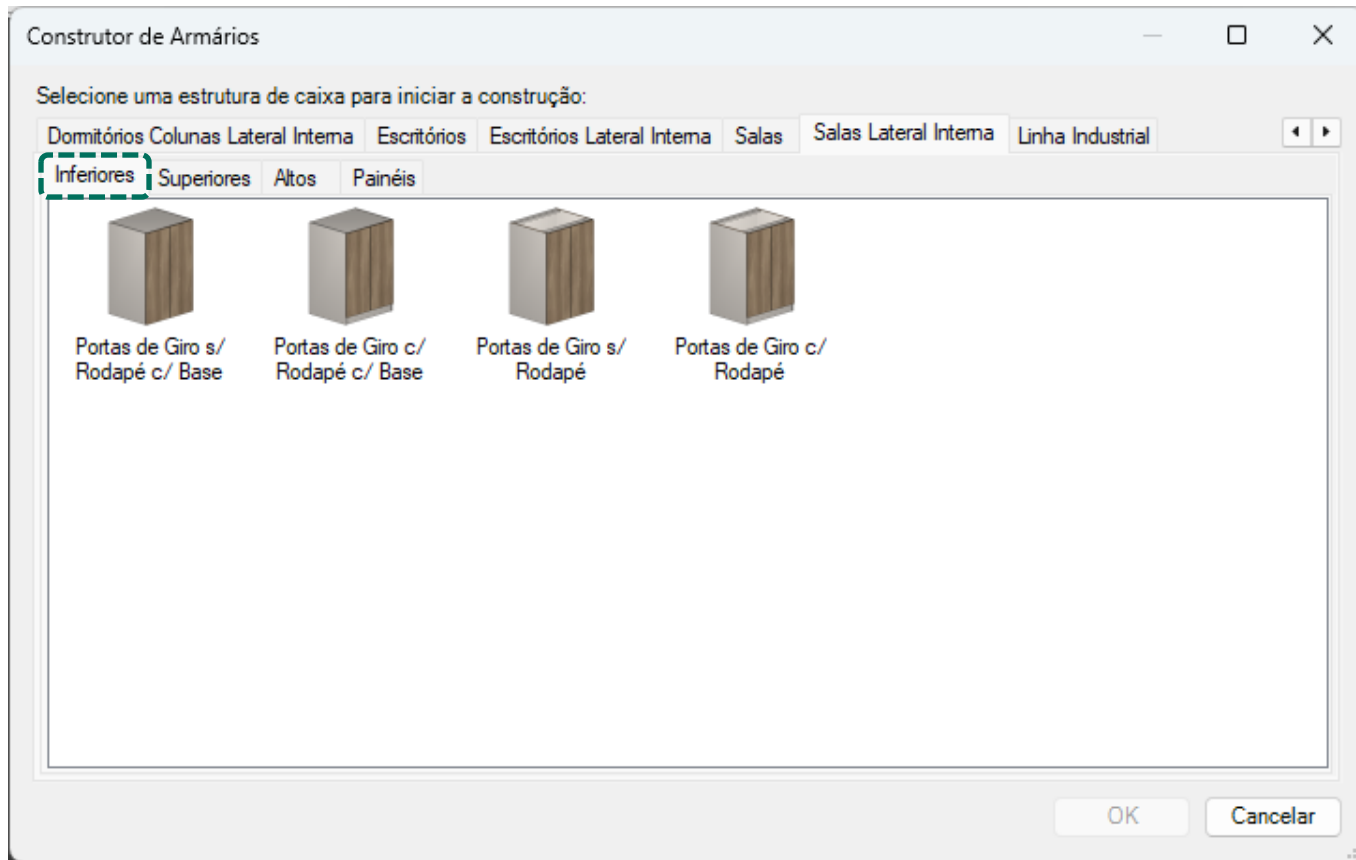 Construtor de Armários
Selecione uma estrutura de caixa para iniciar a construção:
Dormitórios Colunas Lateral Interna Escritórios Escritórios Lateral Interna Salas Salas Lateral Interna Linha Industrial
Inferiores Superiores Altos Painéis
Portas de Giro s/ Portas de Giro c/ Portas de Giro s/ Portas de Giro c/
Rodapé c/ Base Rodapé c/ Base Rodapé Rodapé
OK Cancelar